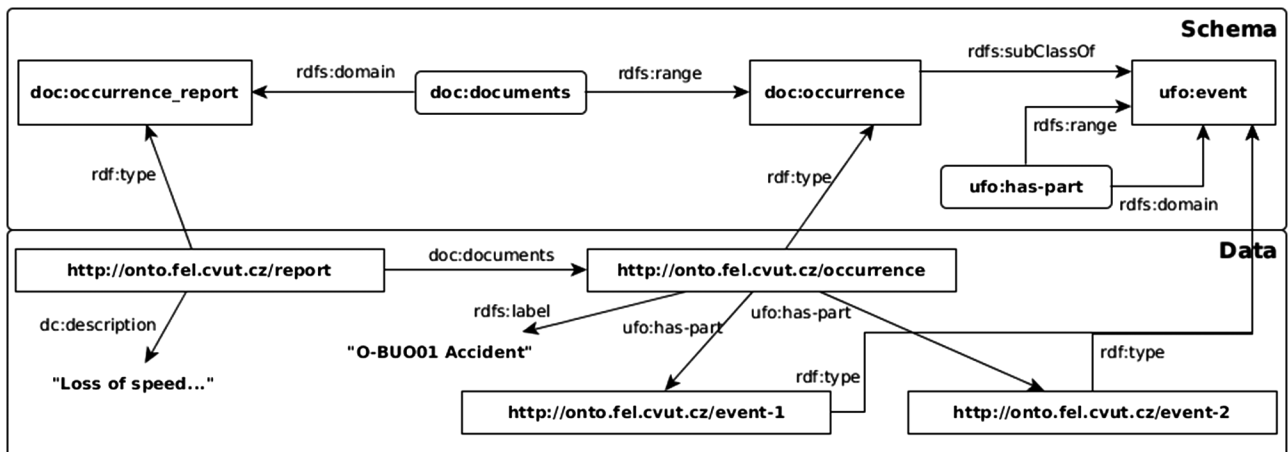 Schema
rdfs:subClassOf
rdfs:domain
rdfs:range
doc:occurrence_report
doc:documents
doc:occurrence
ufo:event
rdfs:range
rdf:type
rdf:type
ufo:has-part
rdfs:domain
Data
http://onto.fel.cvut.cz/report
doc:documents
http://onto.fel.cvut.cz/occurrence
rdfs:label
ufo:has-part
ufo:has-part
dc:description
"O-BUO01 Accident"
rdf:type
"Loss of speed..."
rdf:type
http://onto.fel.cvut.cz/event-1
http://onto.fel.cvut.cz/event-2